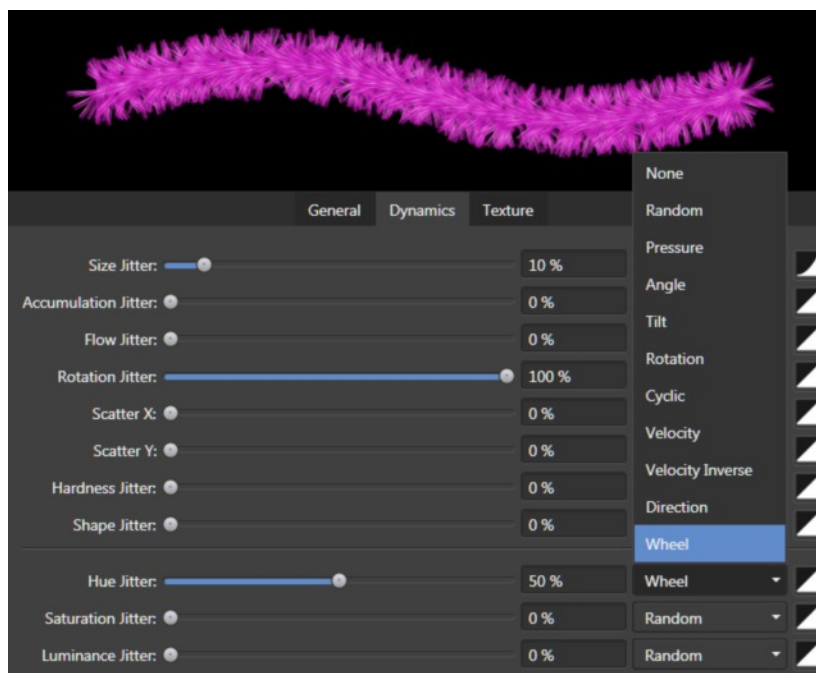 None
General Dynamics Texture
Random
Pressure
Size Jitter: 10 %
Angle
Accumulation Jitter: 0 %
Tilt
Flow Jitter: 0 %
Rotation
Rotation Jitter: 100 %
Cyclic
Scatter X: 0 %
Velocity
Scatter Y: 0 %
Velocity Inverse
Hardness Jitter: 0 %
Direction
Shape Jitter: 0 %
Wheel
Hue Jitter: 50 % Wheel
Saturation Jitter: 0 % Random
Luminance Jitter: 0 % Random